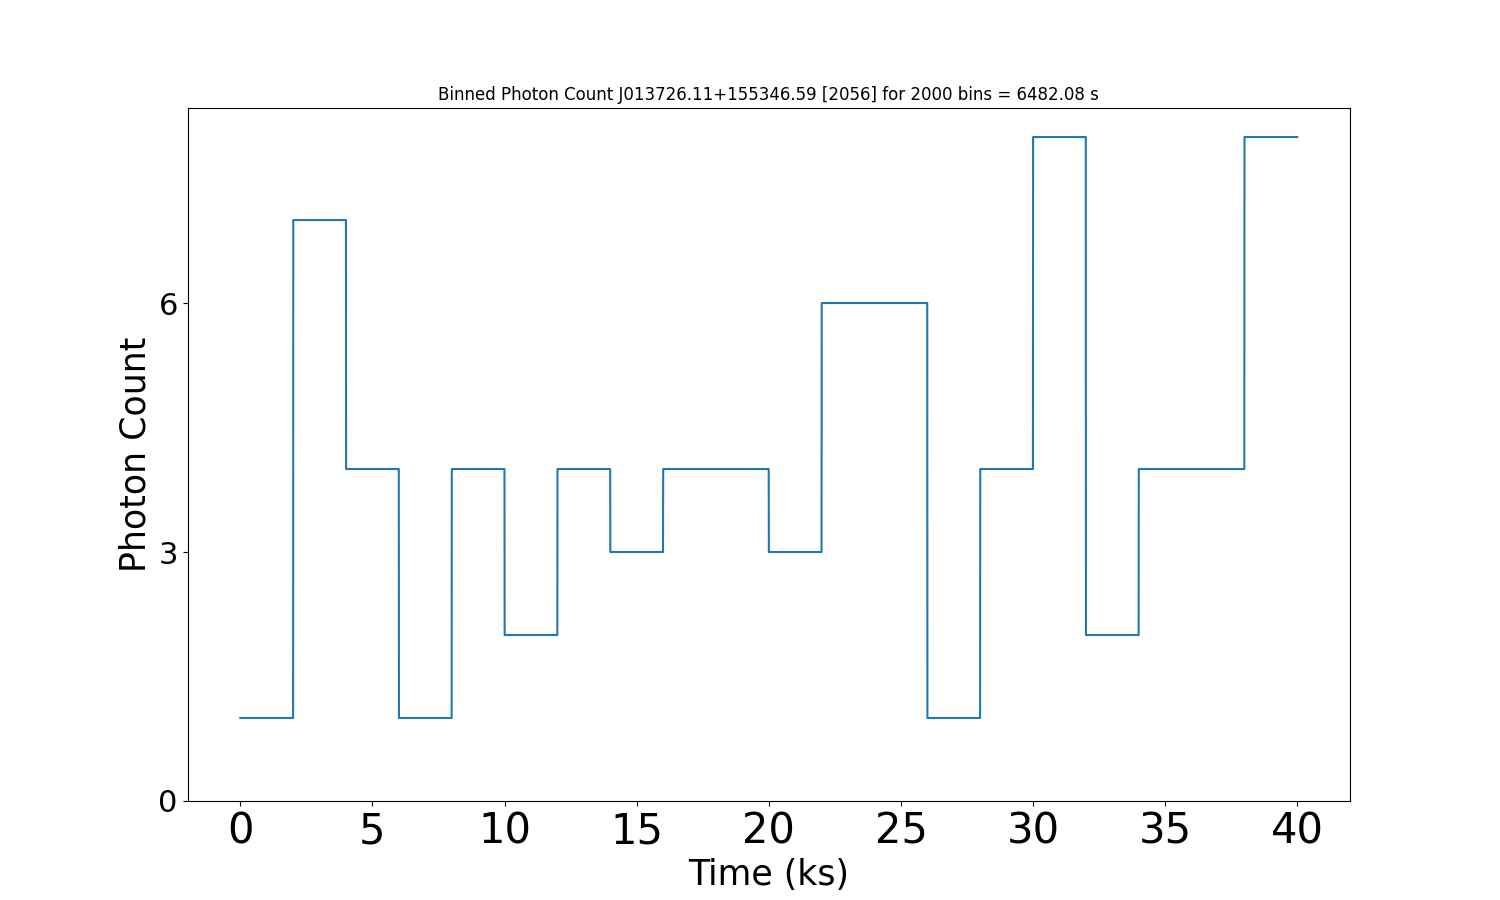 Binned Photon Count J013726.11+155346.59 [2056] for 2000 bins = 6482.08 s
Photon Count
6
3
0
0 5 10 15 20 25 30 35 40
Time (ks)